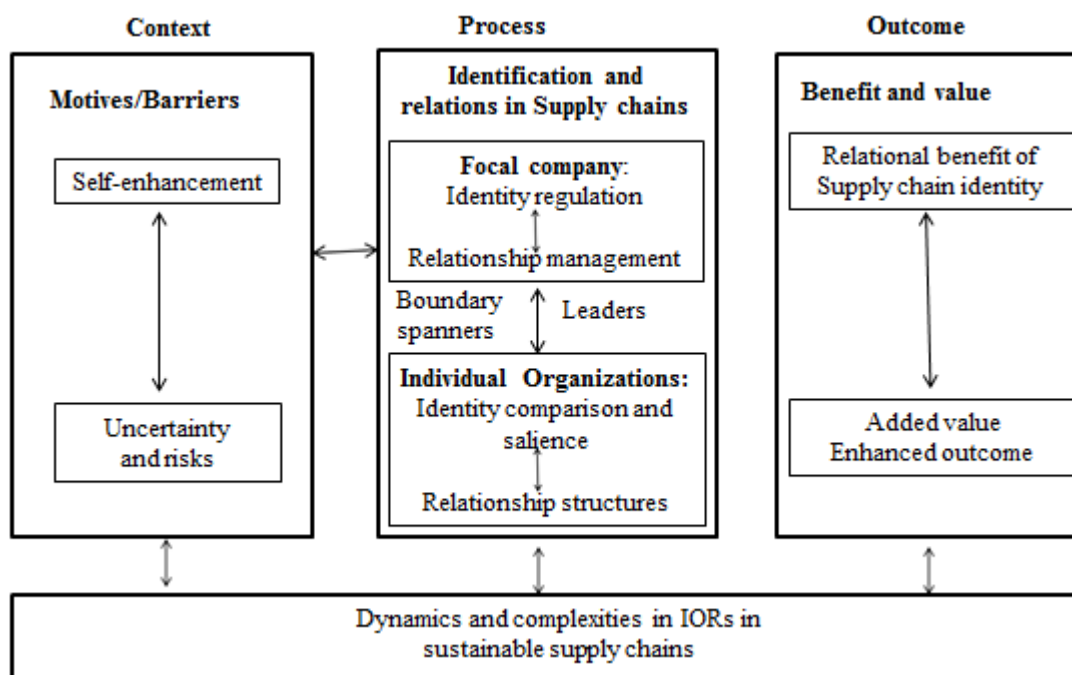 Context
Motives/Barriers
Self-enhancement
Uncertainty
and risks
Process
Identification and
relations in Supply chains
Focal company:
Identity regulation
Relationship management
Boundary
spanners
Leaders
Individual Organizations:
Identity comparison and
salience
Relationship structures
Outcome
Benefit and value
Relational benefit of
Supply chain identity
Added value
Enhanced outcome
Dynamics and complexities in IORs in
sustainable supply chains